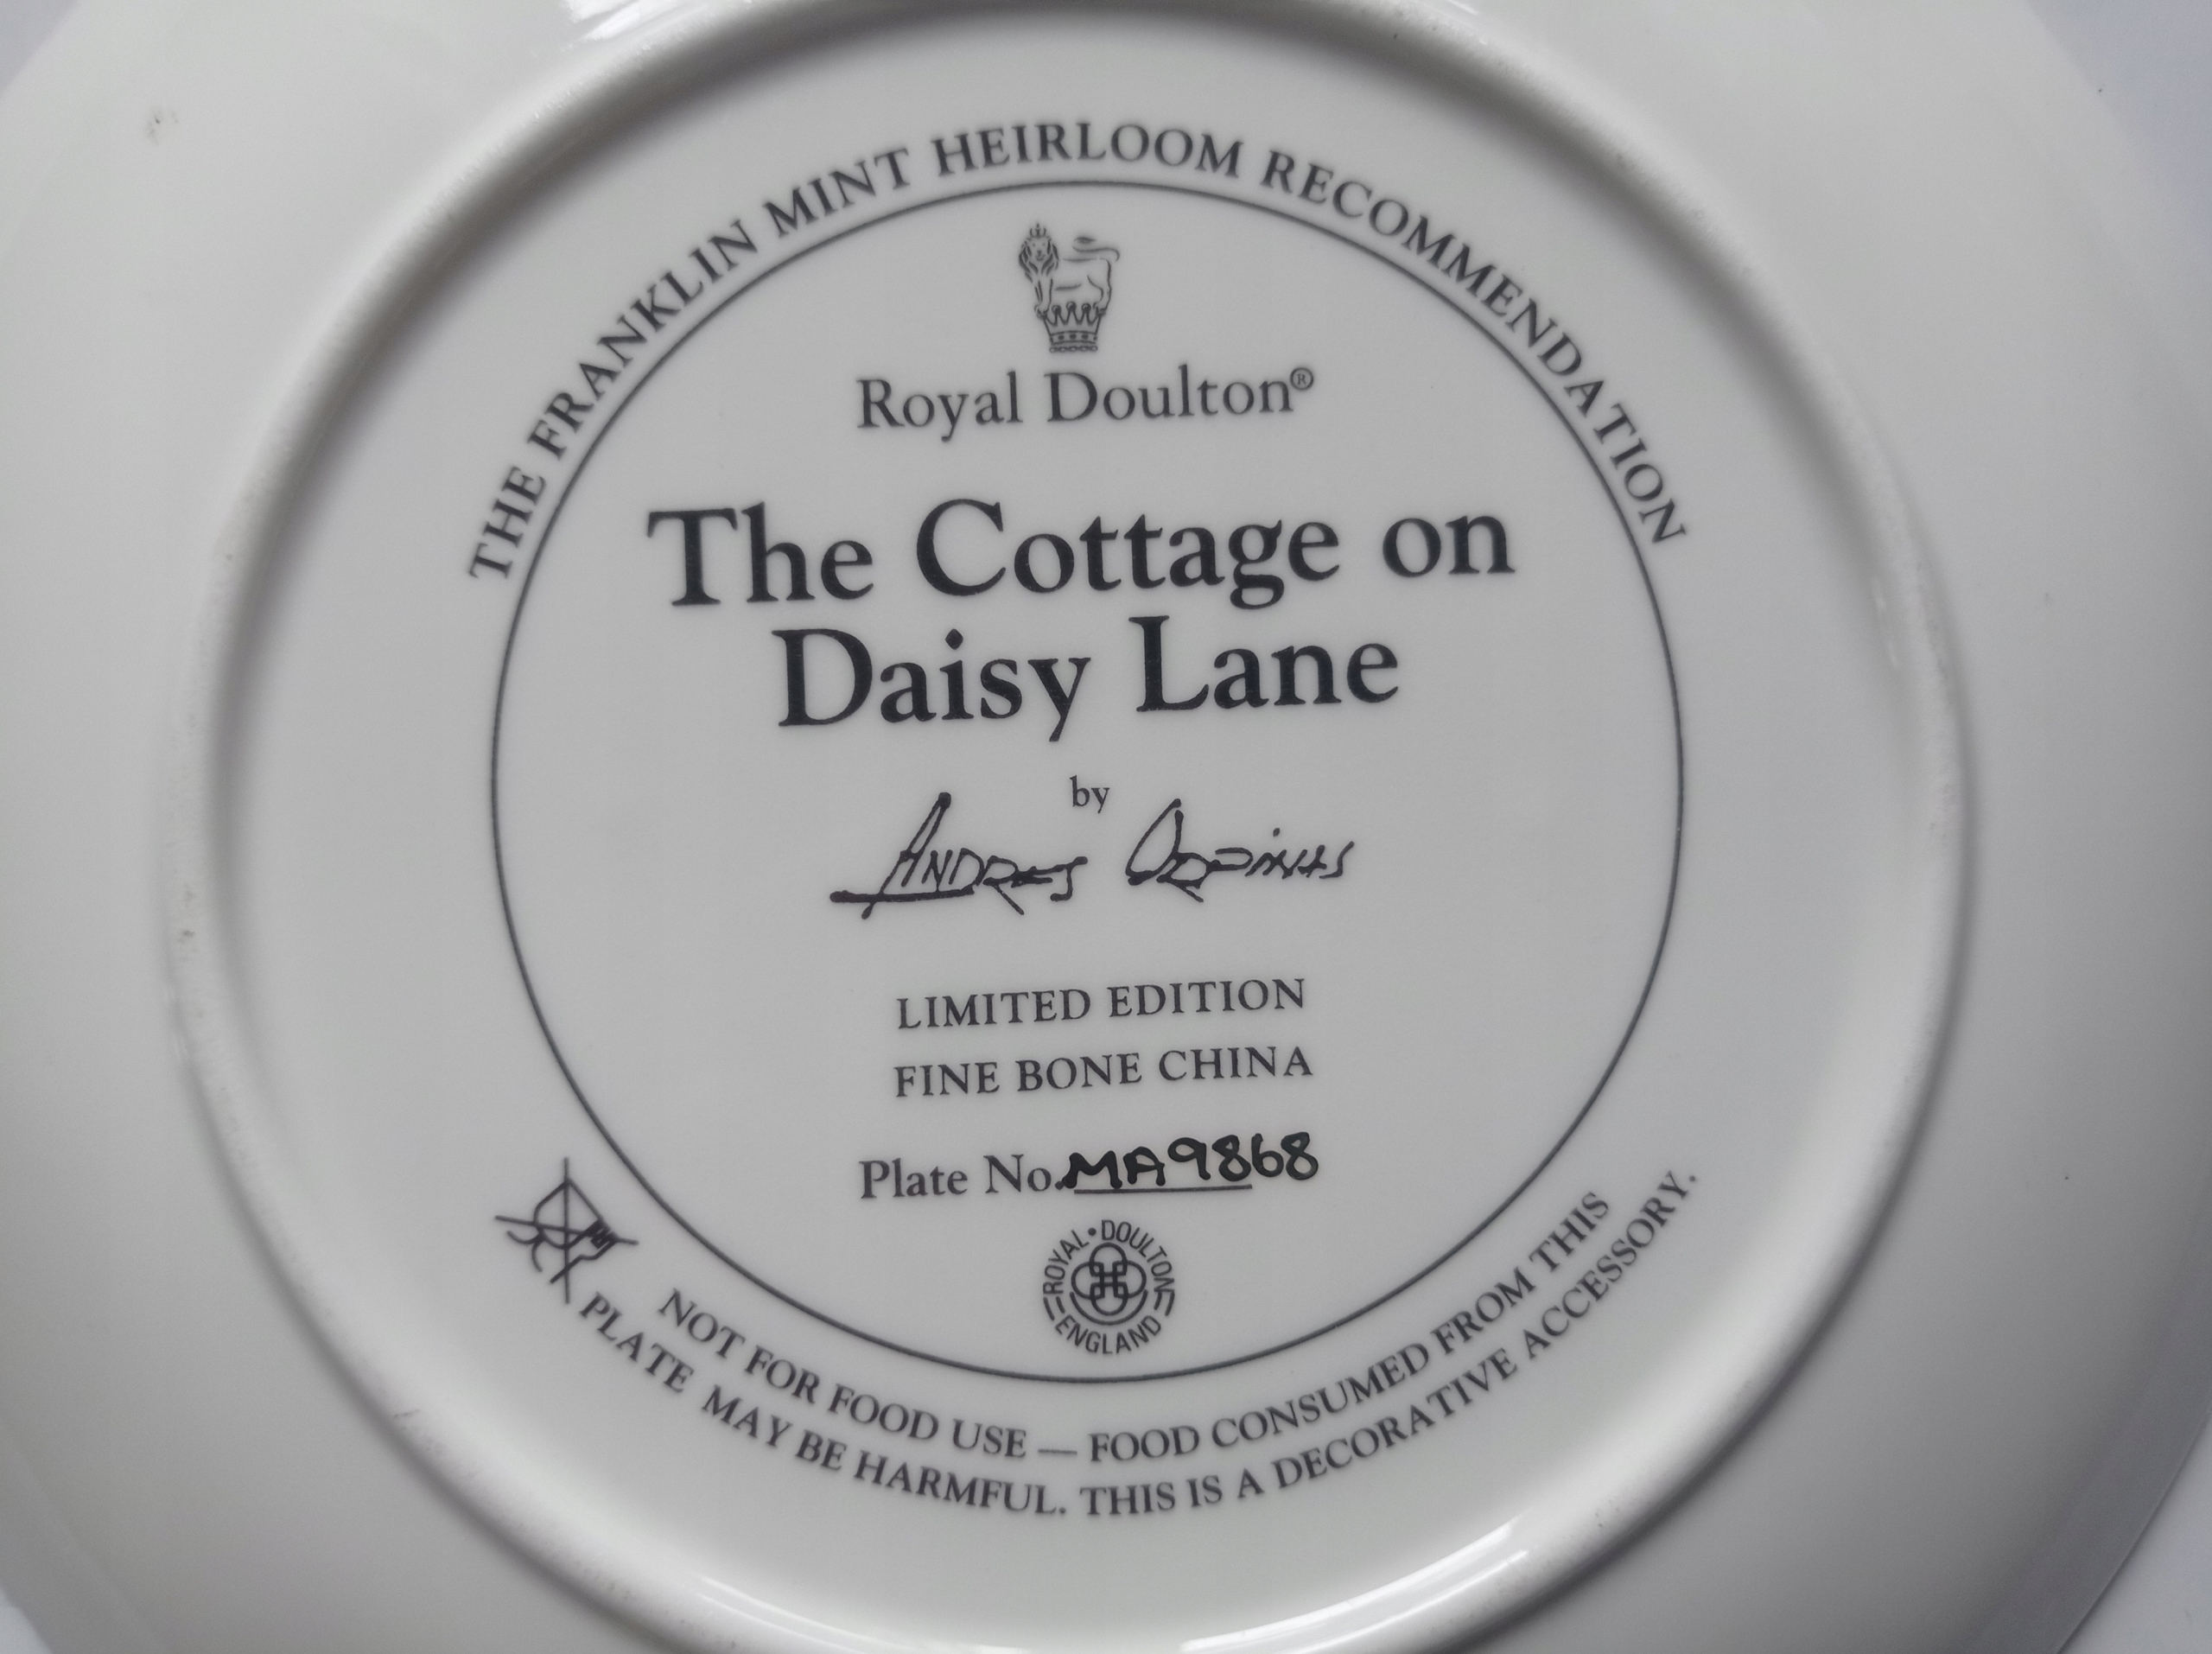 THE FRANKLIN MINT HEIRLOOM RECOMMENDATION
Royal Doulton®
The Cottage on
Daisy Lane
by
Andres Orpinas
LIMITED EDITION
FINE BONE CHINA
Plate No. MA9868
ROYAL • DOULTON
ENGLAND
NOT FOR FOOD USE — FOOD CONSUMED FROM THIS
PLATE MAY BE HARMFUL. THIS IS A DECORATIVE ACCESSORY.